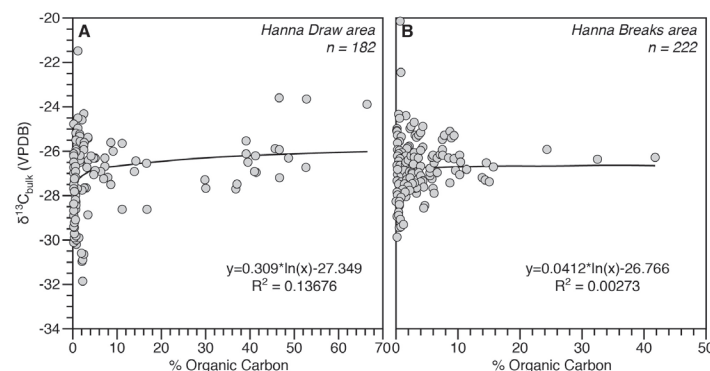 A
Hanna Draw area
n = 182
B
Hanna Breaks area
n = 222
-20
-22
-24
-26
-28
-30
-32
-34
δ¹³C_bulk (VPDB)
y=0.309*ln(x)-27.349
R² = 0.13676
y=0.0412*ln(x)-26.766
R² = 0.00273
0 10 20 30 40 50 60 70
0 10 20 30 40 50
% Organic Carbon
% Organic Carbon